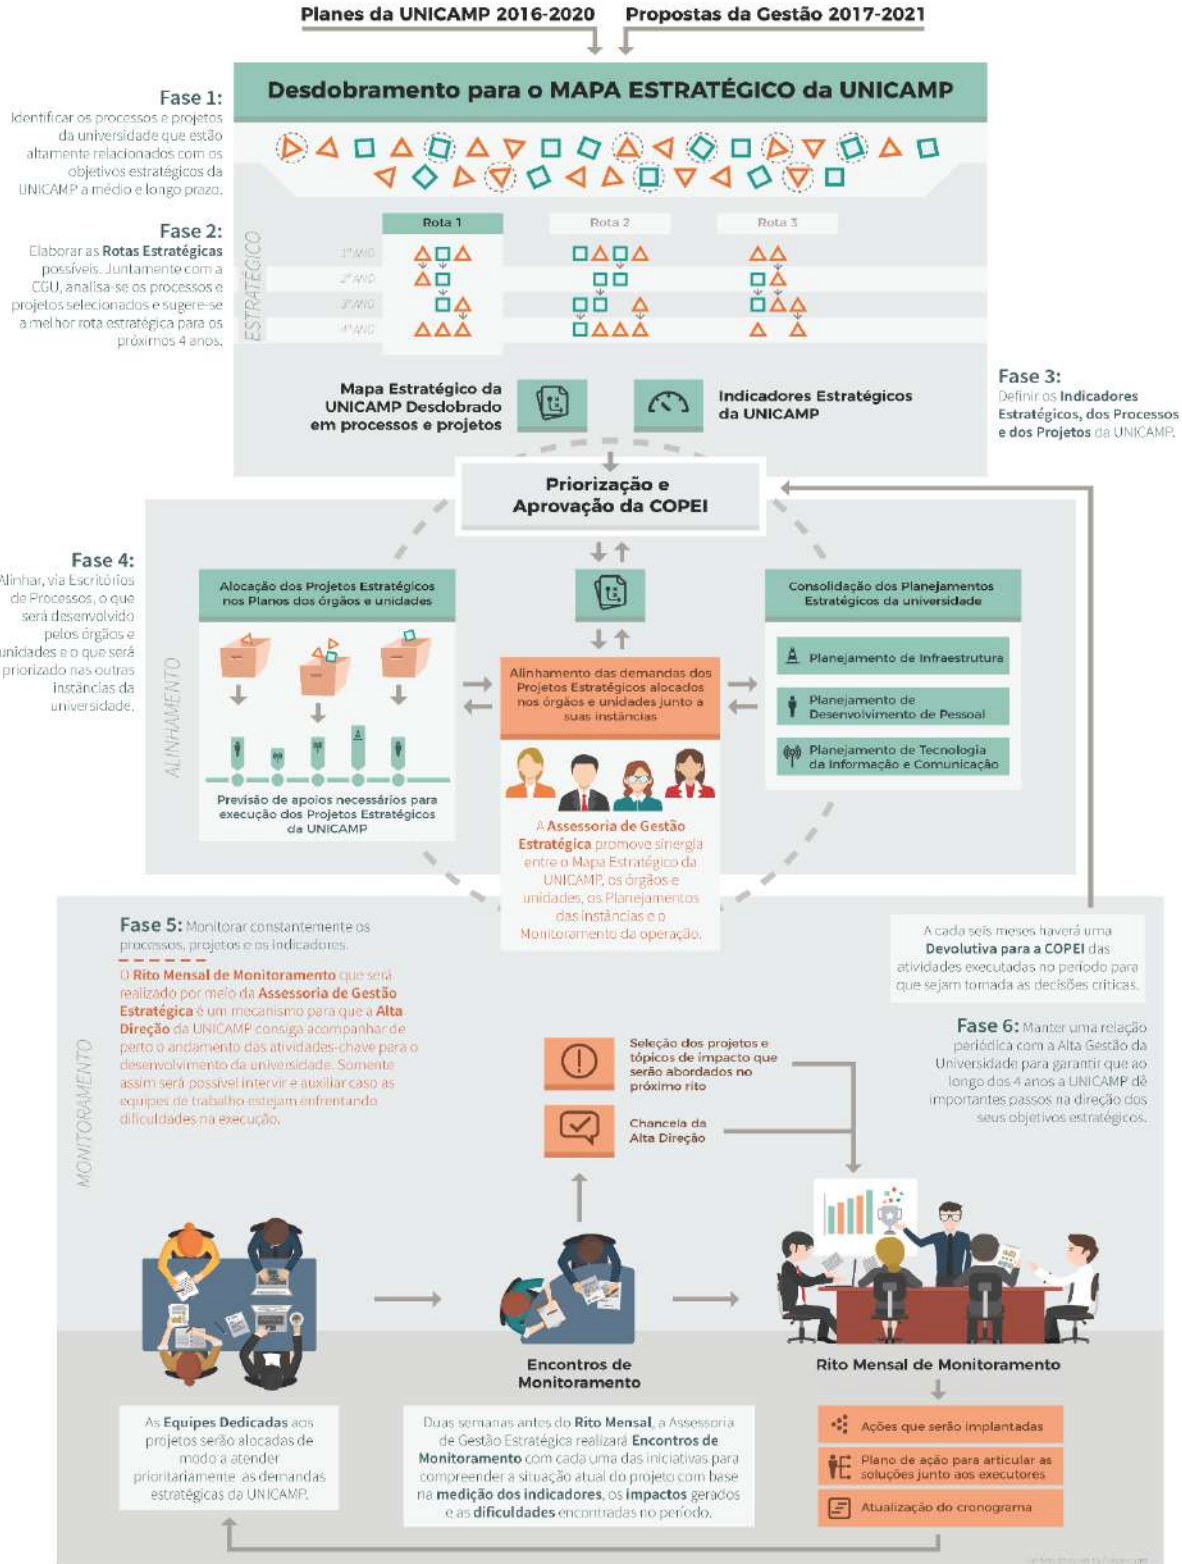 Planes da UNICAMP 2016-2020
Propostas da Gestão 2017-2021
Desdobramento para o MAPA ESTRATÉGICO da UNICAMP
Fase 1:
Identificar os processos e projetos
da universidade que estão
altamente relacionados com os
objetivos estratégicos da
UNICAMP a médio e longo prazo.
Fase 2:
Elaborar as Rotas Estratégicas
possíveis. Juntamente com a
CGU, analisa-se os processos e
projetos selecionados e sugere-se
a melhor rota estratégica para os
próximos 4 anos.
ESTRATÉGICO
Rota 1
Rota 2
Rota 3
1º ANO
2º ANO
3º ANO
4º ANO
Mapa Estratégico da
UNICAMP Desdobrado
em processos e projetos
Indicadores Estratégicos
da UNICAMP
Fase 3:
Definir os Indicadores
Estratégicos, dos Processos
e dos Projetos da UNICAMP.
Priorização e
Aprovação da COPEI
Fase 4:
Alinhar, via Escritórios
de Processos, o que
será desenvolvido
pelos órgãos e
unidades e o que será
priorizado nas outras
instâncias da
universidade.
ALINHAMENTO
Alocação dos Projetos Estratégicos
nos Planos dos órgãos e unidades
Previsão de apoios necessários para
execução dos Projetos Estratégicos
da UNICAMP
Alinhamento das demandas dos
Projetos Estratégicos alocados
nos órgãos e unidades junto a
suas instâncias
A Assessoria de Gestão
Estratégica promove sinergia
entre o Mapa Estratégico da
UNICAMP, os órgãos e
unidades, os Planejamentos
das instâncias e o
Monitoramento da operação.
Consolidação dos Planejamentos
Estratégicos da universidade
Planejamento de Infraestrutura
Planejamento de
Desenvolvimento de Pessoal
Planejamento de Tecnologia
da Informação e Comunicação
MONITORAMENTO
Fase 5: Monitorar constantemente os
processos, projetos e os indicadores.
O Rito Mensal de Monitoramento que será
realizado por meio da Assessoria de Gestão
Estratégica é um mecanismo para que a Alta
Direção da UNICAMP consiga acompanhar de
perto o andamento das atividades-chave para o
desenvolvimento da universidade. Somente
assim será possível intervir e auxiliar caso as
equipes de trabalho estejam enfrentando
dificuldades na execução.
A cada seis meses haverá uma
Devolutiva para a COPEI das
atividades executadas no período para
que sejam tomada as decisões críticas.
Fase 6: Manter uma relação
periódica com a Alta Gestão da
Universidade para garantir que ao
longo dos 4 anos a UNICAMP dê
importantes passos na direção dos
seus objetivos estratégicos.
Seleção dos projetos e
tópicos de impacto que
serão abordados no
próximo rito
Chancela da
Alta Direção
Encontros de
Monitoramento
Rito Mensal de Monitoramento
As Equipes Dedicadas aos
projetos serão alocadas de
modo a atender
prioritariamente as demandas
estratégicas da UNICAMP.
Duas semanas antes do Rito Mensal, a Assessoria
de Gestão Estratégica realizará Encontros de
Monitoramento com cada uma das iniciativas para
compreender a situação atual do projeto com base
na medição dos indicadores, os impactos gerados
e as dificuldades encontradas no período.
Ações que serão implantadas
Plano de ação para articular as
soluções junto aos executores
Atualização do cronograma